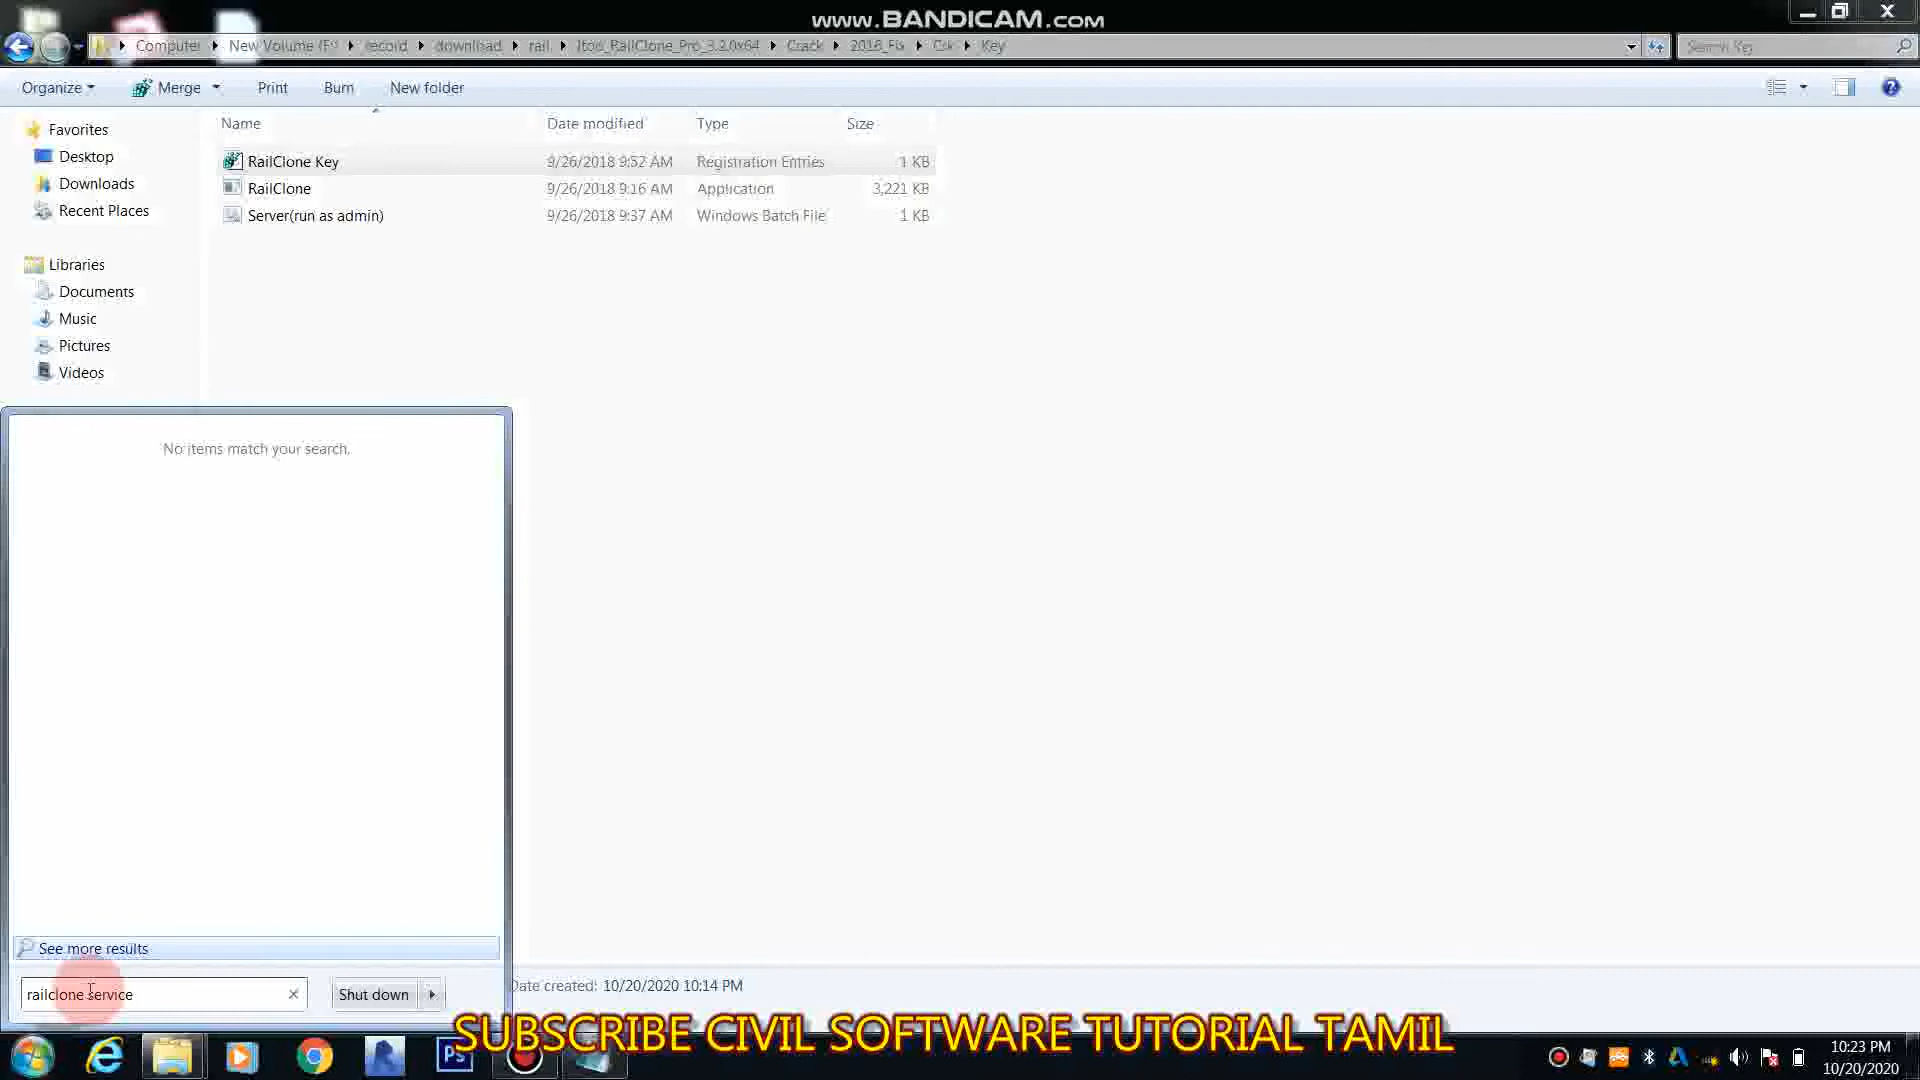 www.BANDICAM.com
Computer New Volume (F:) record download rail Itoo_RailClone_Pro_3.2.0x64 Crack 2016_Fix Csk Key
Search Key
Organize Merge Print Burn New folder
Name Date modified Type Size
RailClone Key 9/26/2018 9:52 AM Registration Entries 1 KB
RailClone 9/26/2018 9:16 AM Application 3,221 KB
Server(run as admin) 9/26/2018 9:37 AM Windows Batch File 1 KB
Favorites
Desktop
Downloads
Recent Places
Libraries
Documents
Music
Pictures
Videos
No items match your search.
See more results
railclone service
Shut down
Date created: 10/20/2020 10:14 PM
SUBSCRIBE CIVIL SOFTWARE TUTORIAL TAMIL
Ps
10:23 PM
10/20/2020